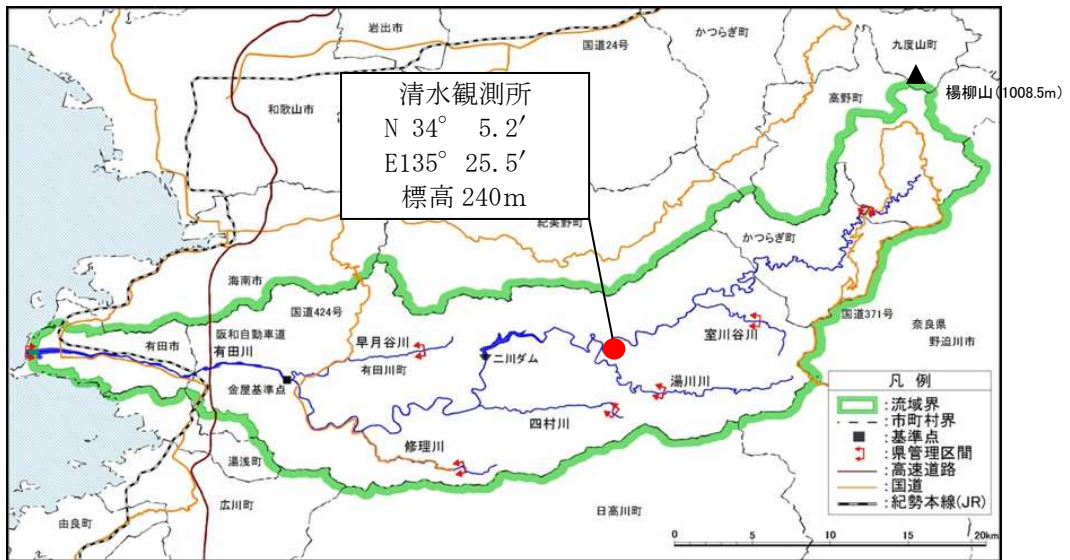 岩出市
国道24号
かつらぎ町
九度山町
楊柳山(1008.5m)
高野町
和歌山市
清水観測所
N 34° 5.2′
E135° 25.5′
標高 240m
紀美野町
かつらぎ町
海南市
国道424号
国道371号
奈良県
野迫川市
有田市
阪和自動車道
有田川
早月谷川
有田川町
二川ダム
室川谷川
湯川川
金屋基準点
四村川
修理川
湯浅町
広川町
由良町
日高川町
凡 例
:流域界
:市町村界
:基準点
:県管理区間
:高速道路
:国道
:紀勢本線(JR)
0 5 10 15 20km